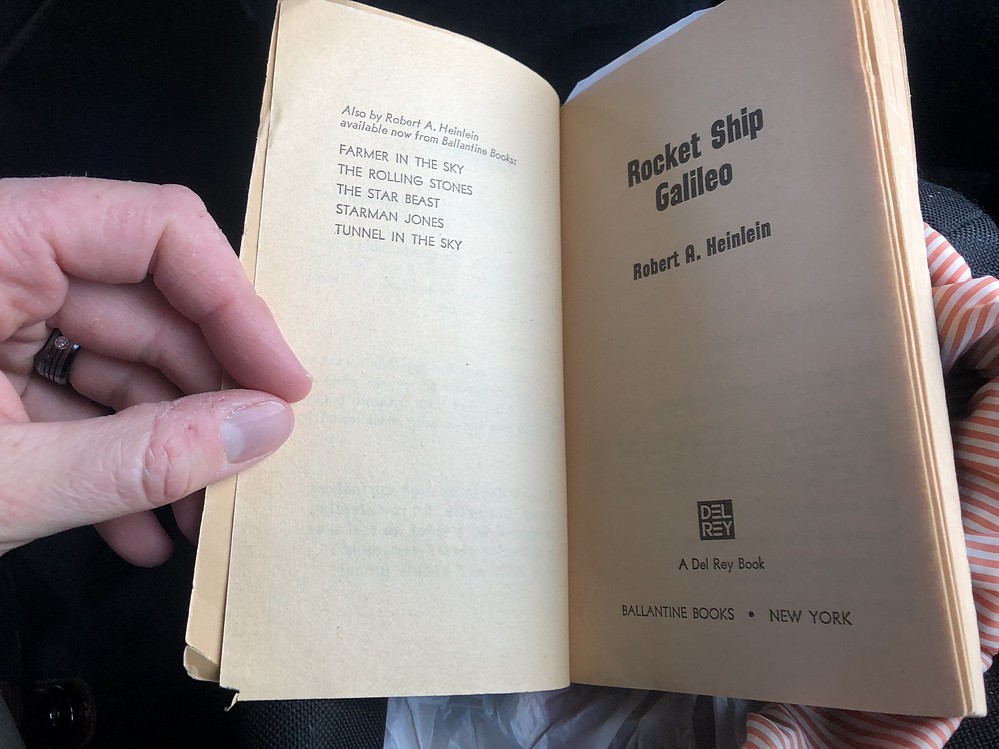 Also by Robert A. Heinlein
available now from Ballantine Books:
FARMER IN THE SKY
THE ROLLING STONES
THE STAR BEAST
STARMAN JONES
TUNNEL IN THE SKY
Rocket Ship
Galileo
Robert A. Heinlein
DEL
REY
A Del Rey Book
BALLANTINE BOOKS • NEW YORK